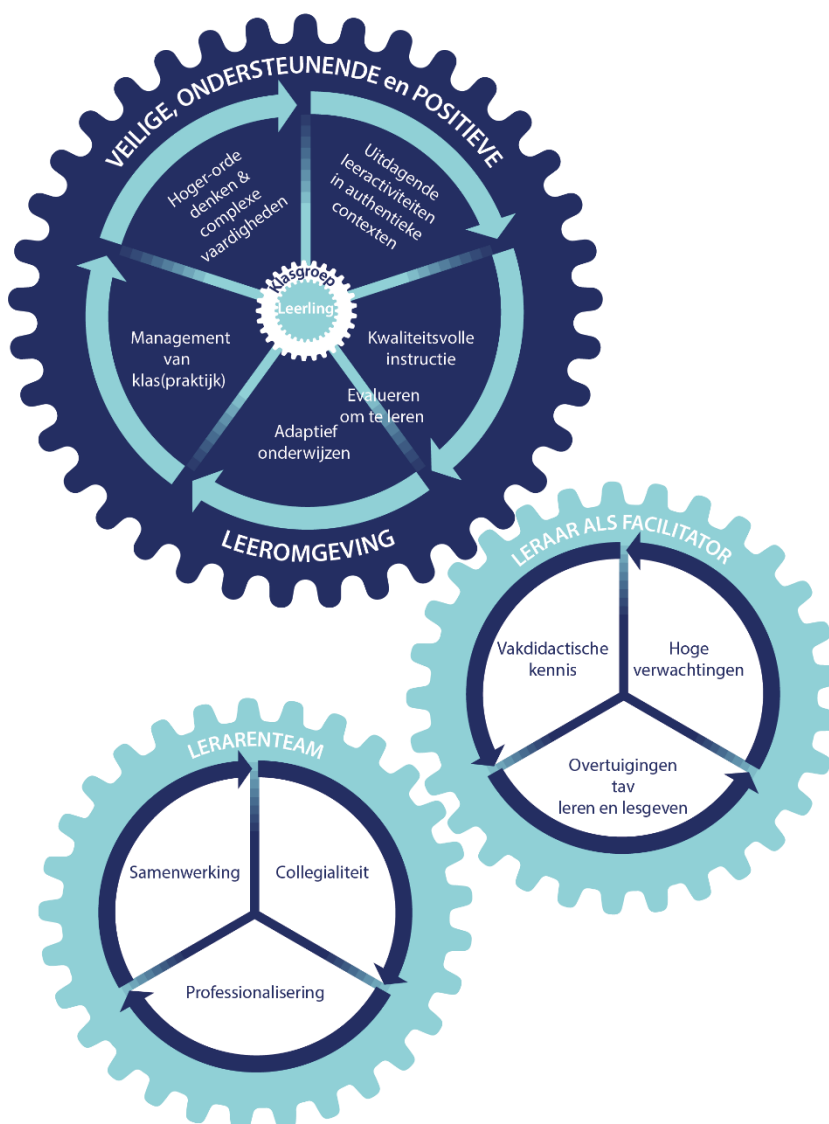 VEILIGE, ONDERSTEUNENDE en POSITIEVE
Hoger-orde
denken &
complexe
vaardigheden
Uitdagende
leeractiviteiten
in authentieke
contexten
Klasgroep
Leerling
Management
van
klas(praktijk)
Kwaliteitsvolle
instructie
Evalueren
om te leren
Adaptief
onderwijzen
LEEROMGEVING
LERAAR ALS FACILITATOR
Vakdidactische
kennis
Hoge
verwachtingen
Overtuigingen
tav
leren en lesgeven
LERARENTEAM
Samenwerking
Collegialiteit
Professionalisering